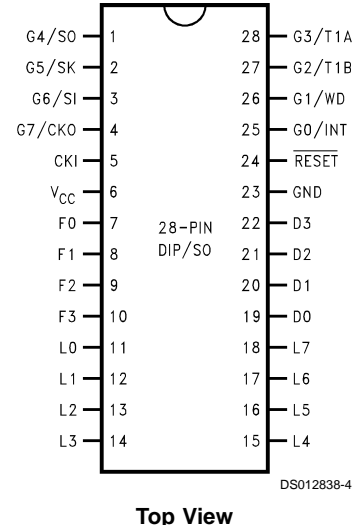 G4/SO 1 28 G3/T1A
G5/SK 2 27 G2/T1B
G6/SI 3 26 G1/WD
G7/CKO 4 25 G0/INT
CKI 5 24 RESET
VCC 6 23 GND
F0 7 28-PIN 22 D3
F1 8 DIP/SO 21 D2
F2 9 20 D1
F3 10 19 D0
L0 11 18 L7
L1 12 17 L6
L2 13 16 L5
L3 14 15 L4
DS012838-4
Top View